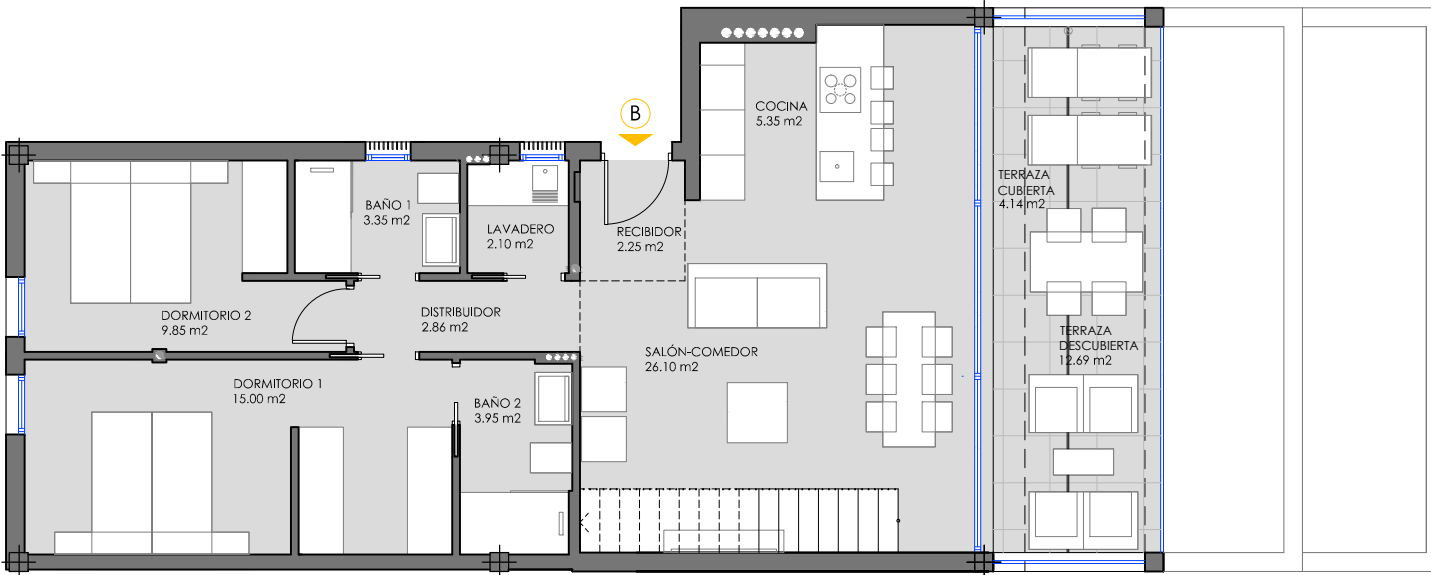 B
COCINA
5.35 m2
TERRAZA
CUBIERTA
4.14 m2
BAÑO 1
3.35 m2
LAVADERO
2.10 m2
RECIBIDOR
2.25 m2
DORMITORIO 2
9.85 m2
DISTRIBUIDOR
2.86 m2
SALÓN-COMEDOR
26.10 m2
TERRAZA
DESCUBIERTA
12.69 m2
DORMITORIO 1
15.00 m2
BAÑO 2
3.95 m2